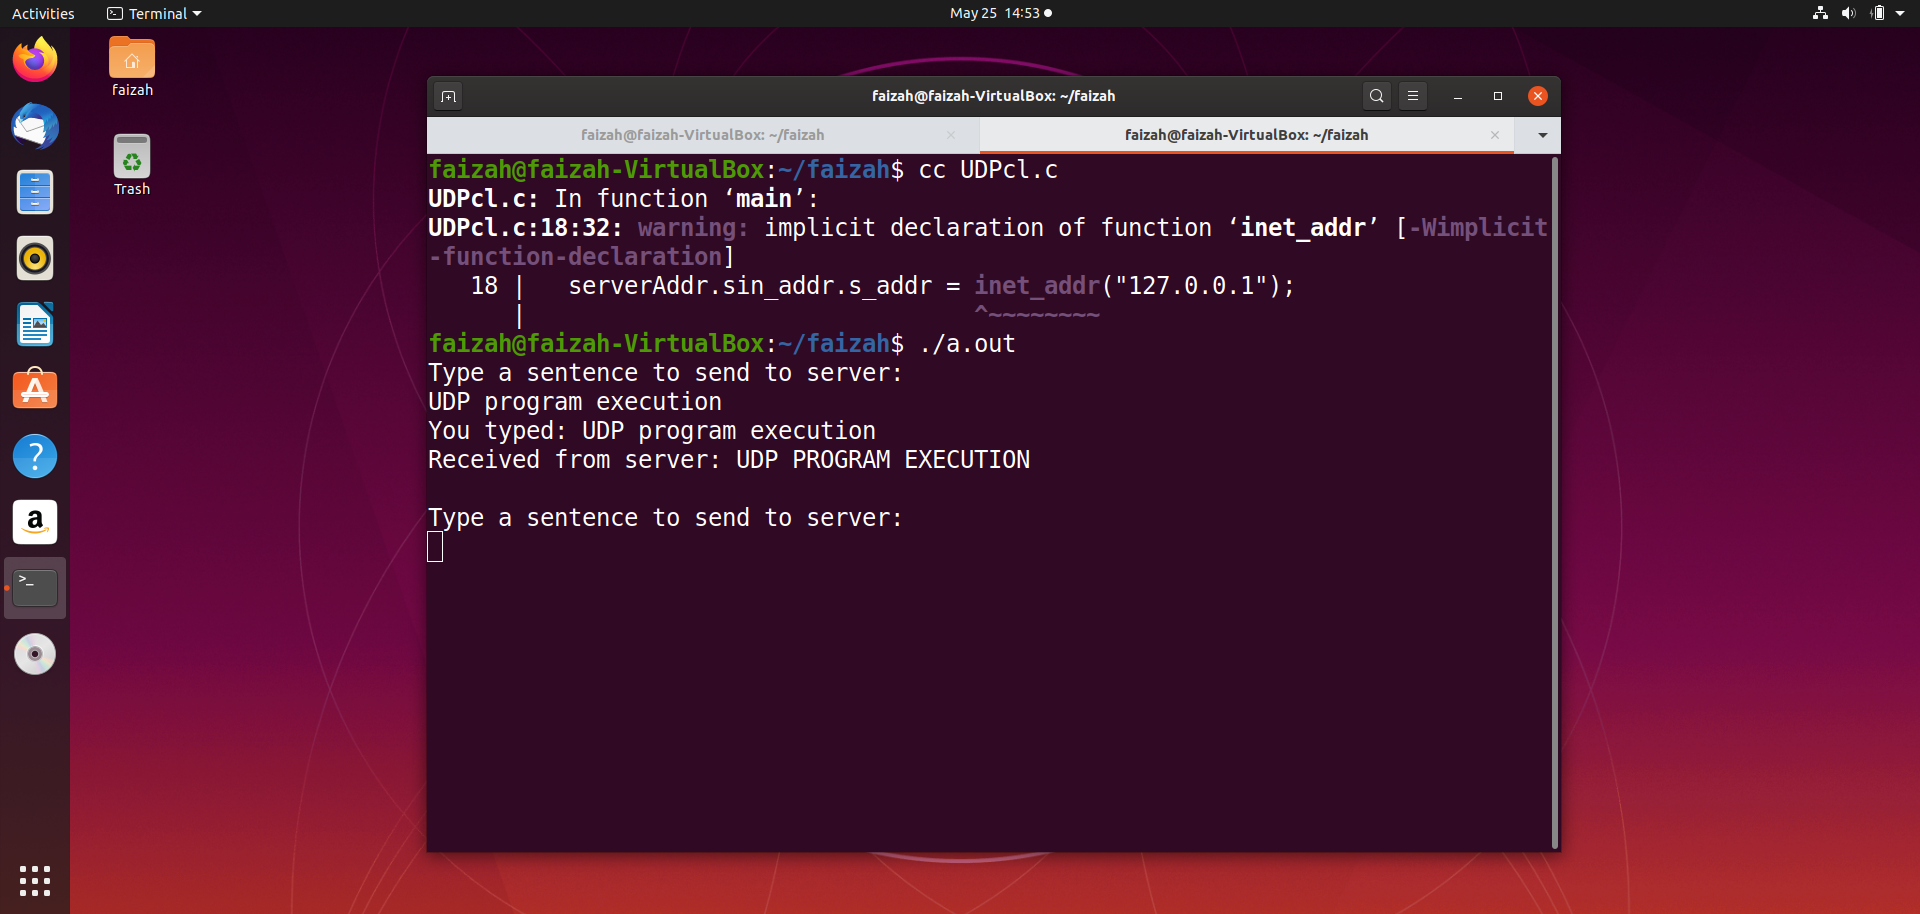 Activities
Terminal
May 25 14:53
faizah
Trash
faizah@faizah-VirtualBox: ~/faizah
faizah@faizah-VirtualBox: ~/faizah
faizah@faizah-VirtualBox: ~/faizah
faizah@faizah-VirtualBox:~/faizah$ cc UDPcl.c
UDPcl.c: In function ‘main’:
UDPcl.c:18:32: warning: implicit declaration of function ‘inet_addr’ [-Wimplicit
-function-declaration]
   18 |   serverAddr.sin_addr.s_addr = inet_addr("127.0.0.1");
      |                                ^~~~~~~~~
faizah@faizah-VirtualBox:~/faizah$ ./a.out
Type a sentence to send to server:
UDP program execution
You typed: UDP program execution
Received from server: UDP PROGRAM EXECUTION
Type a sentence to send to server: